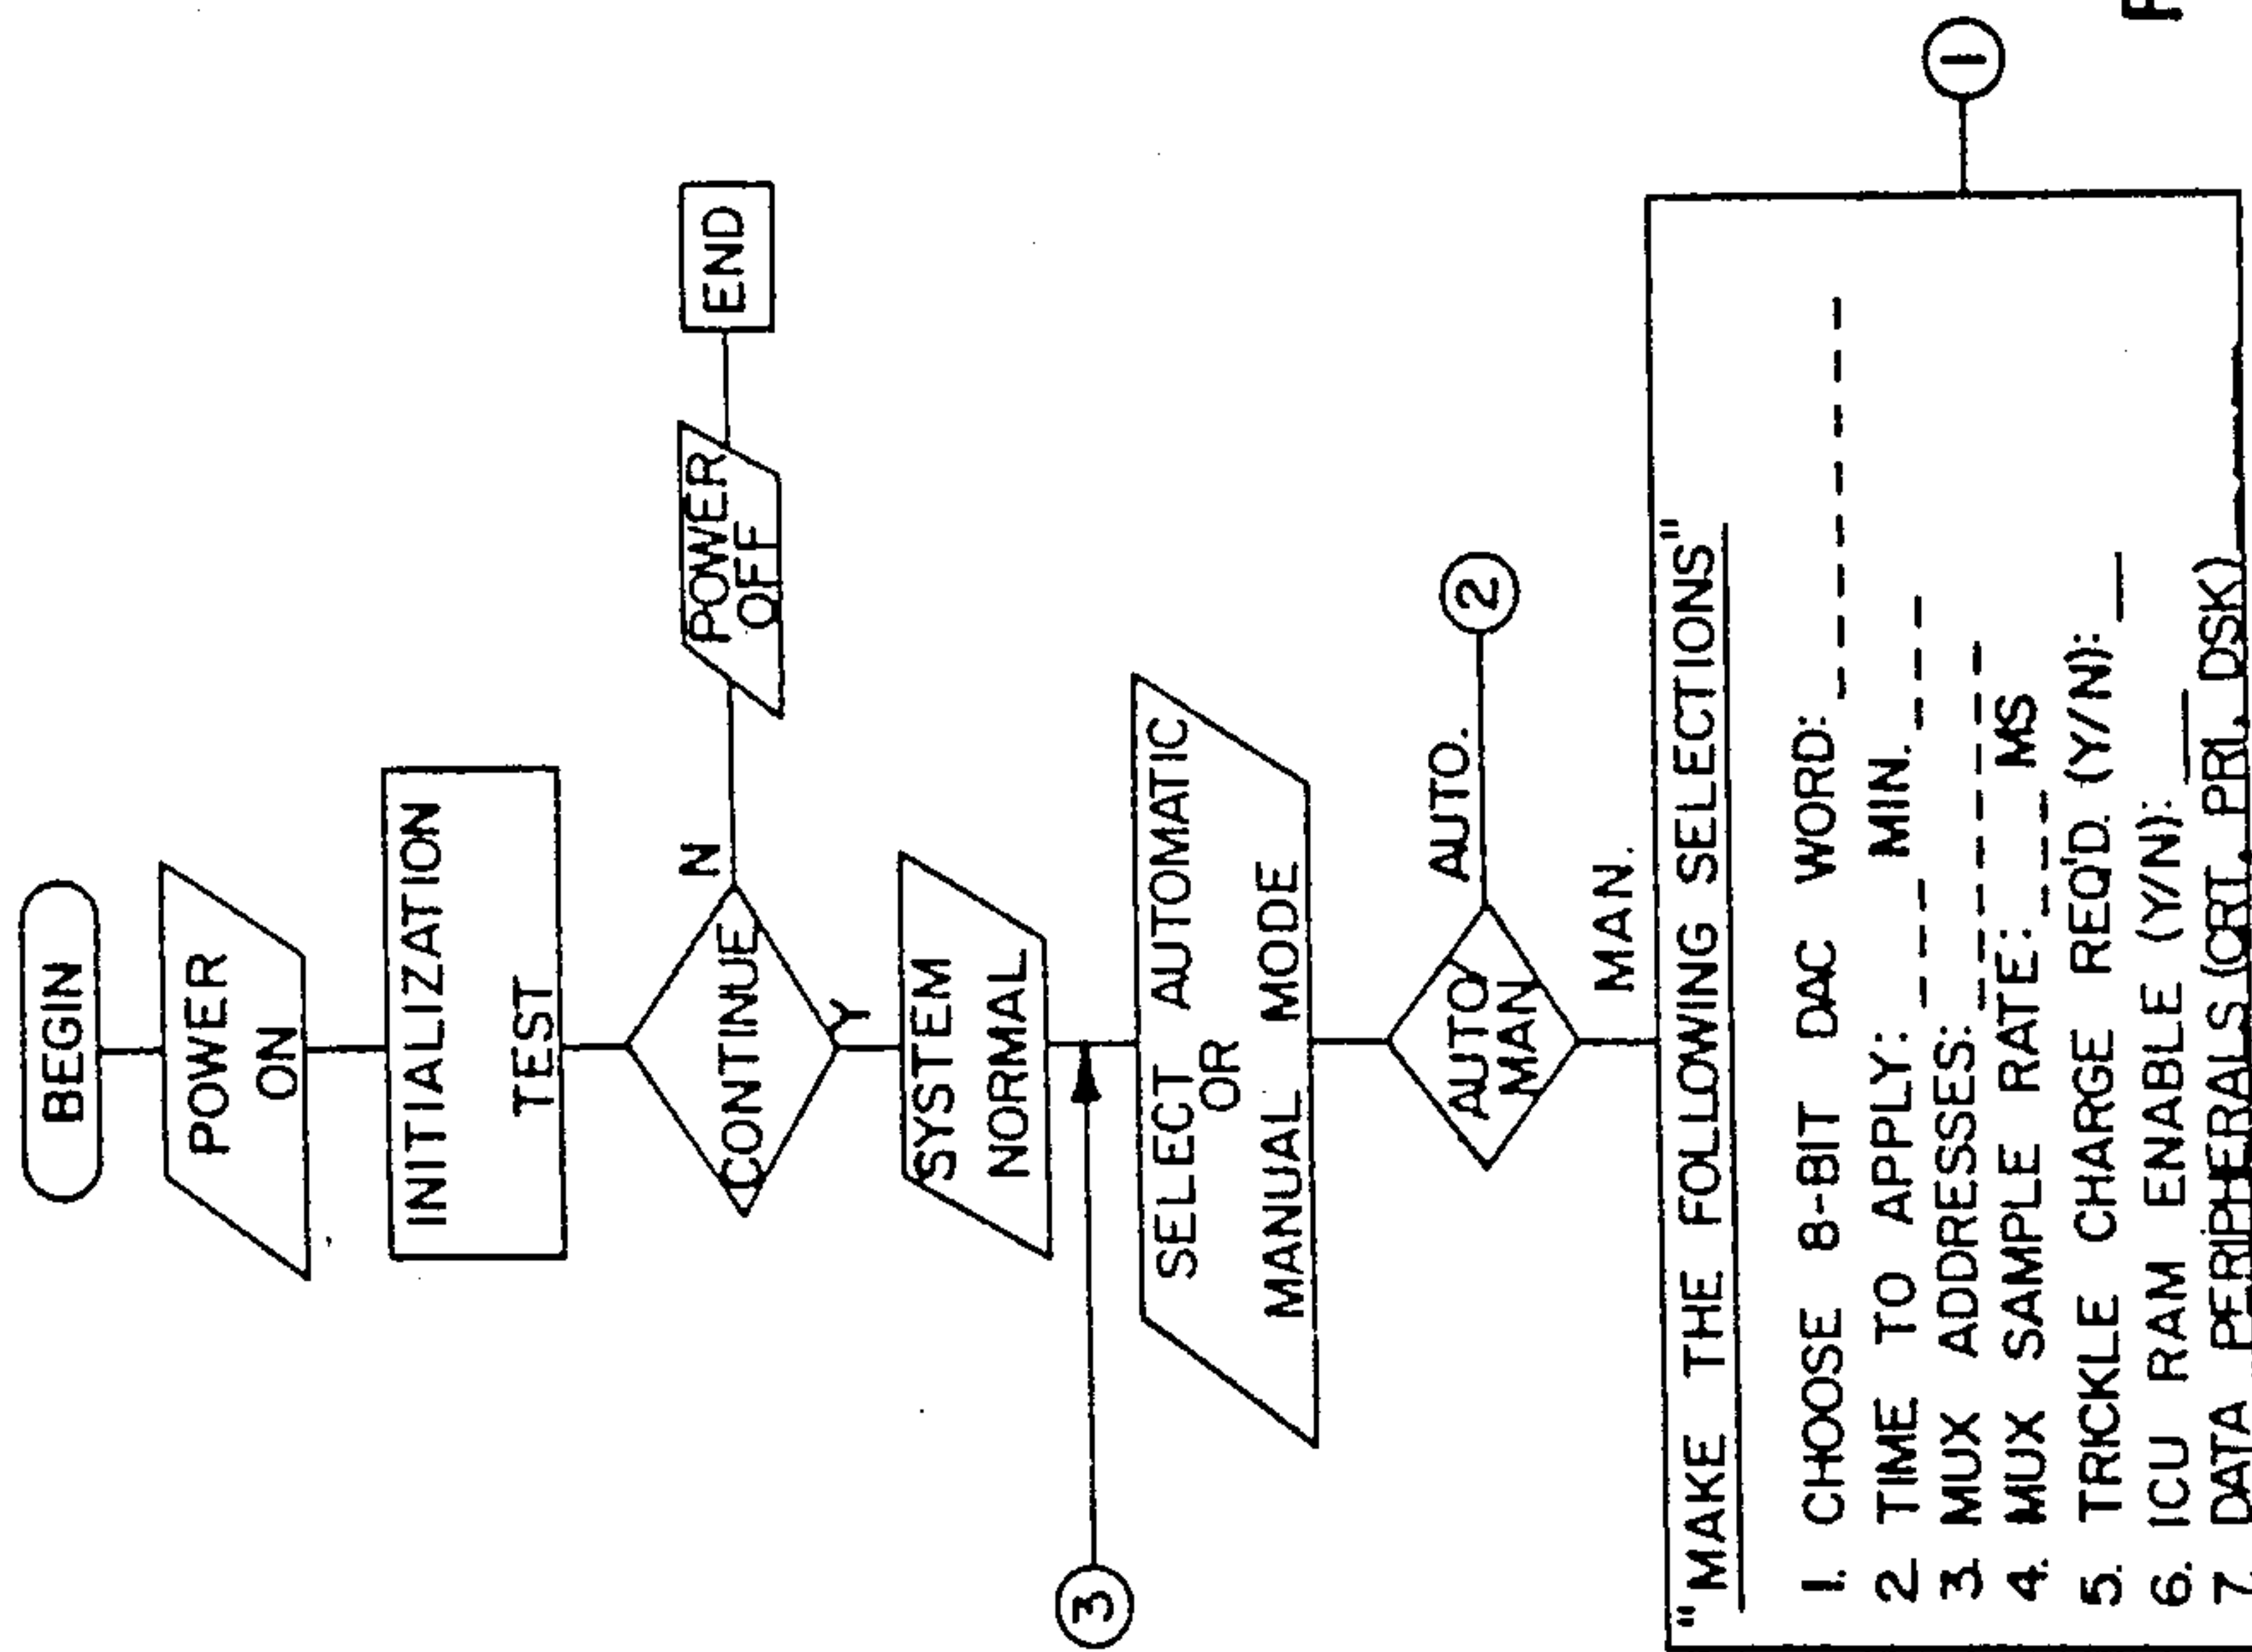 BEGIN
POWER
ON
INITIALIZATION
TEST
CONTINUE
N
POWER
OFF
END
Y
SYSTEM
NORMAL
3
SELECT AUTOMATIC
OR
MANUAL MODE
AUTO
MAN
AUTO.
2
MAN.
"MAKE THE FOLLOWING SELECTIONS"
1. CHOOSE 8-BIT DAC WORD: _ _ _ _ _ _ _ _
2. TIME TO APPLY: _ _ _ MIN. _ _ _
3. MUX ADDRESSES: _ _ _ _ _ _ _ _
4. MUX SAMPLE RATE: _ _ _ MS
5. TRICKLE CHARGE REQ'D. (Y/N): _
6. ICU RAM ENABLE (Y/N): _
7. DATA PERIPHERALS (CRT, PRI, DSK)
1